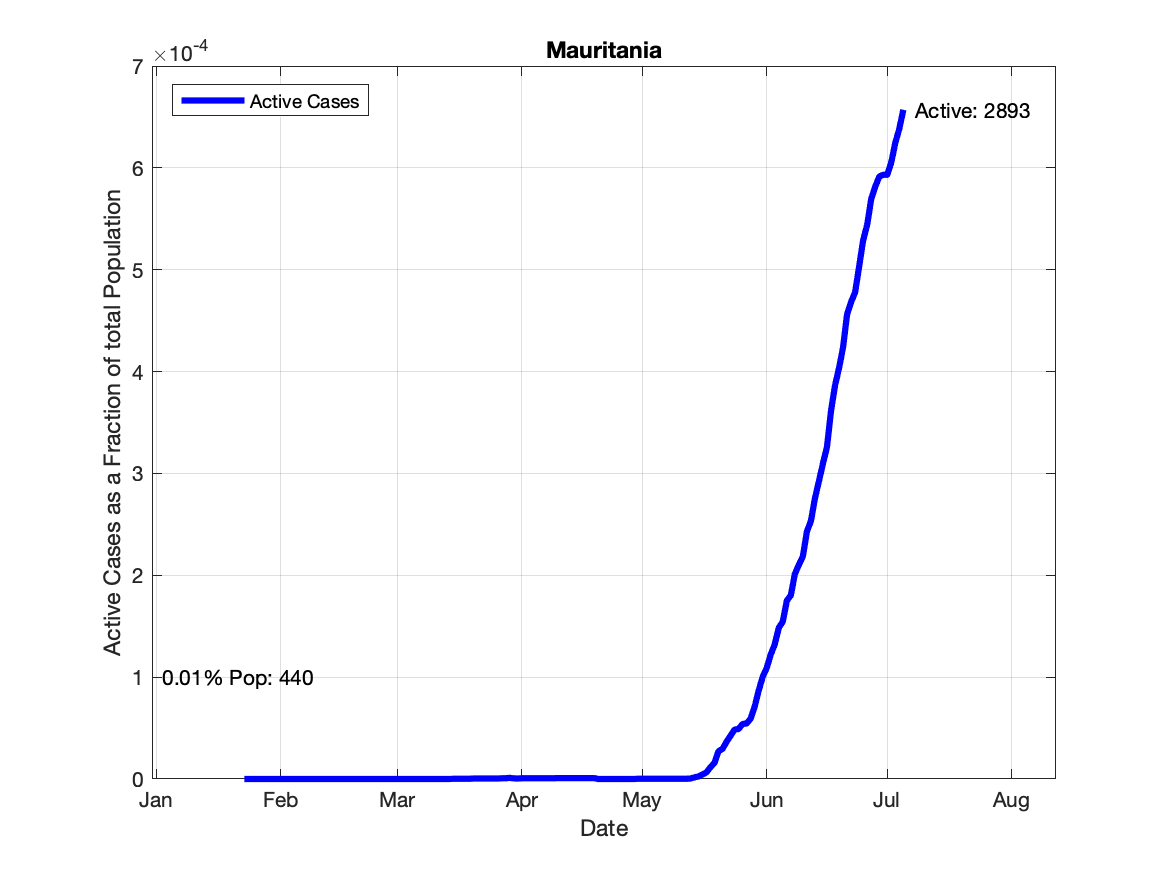 Mauritania
×10^-4
Active Cases
Active: 2893
7
6
5
4
3
2
1
0
0.01% Pop: 440
Active Cases as a Fraction of total Population
Jan Feb Mar Apr May Jun Jul Aug
Date